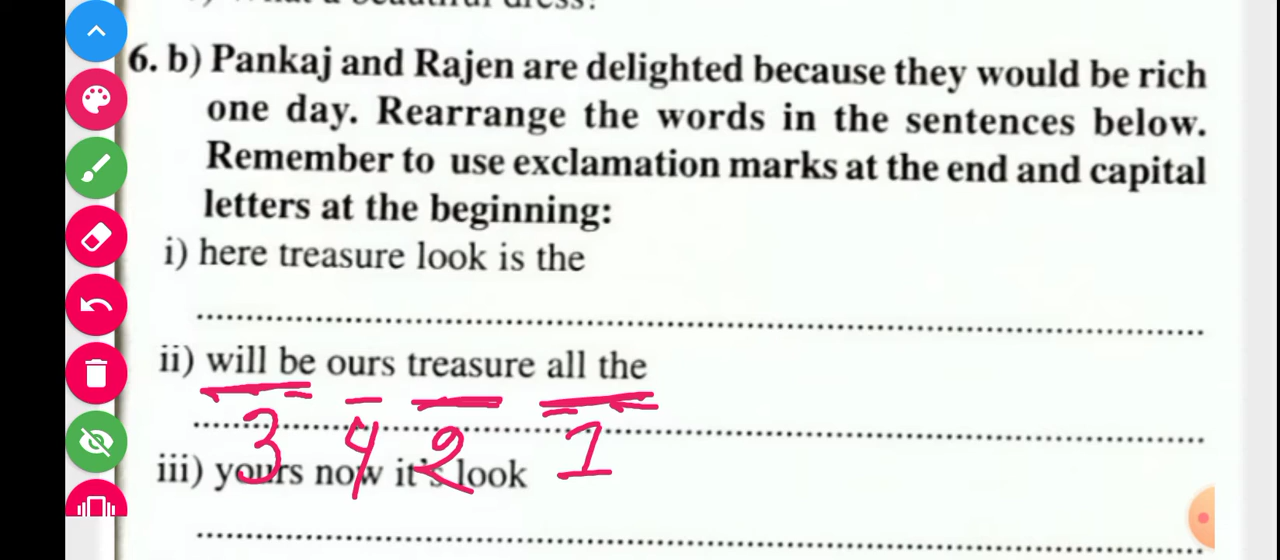 6. b) Pankaj and Rajen are delighted because they would be rich
one day. Rearrange the words in the sentences below.
Remember to use exclamation marks at the end and capital
letters at the beginning:
i) here treasure look is the
ii) will be ours treasure all the
3 4 2 1
iii) yours now it's look